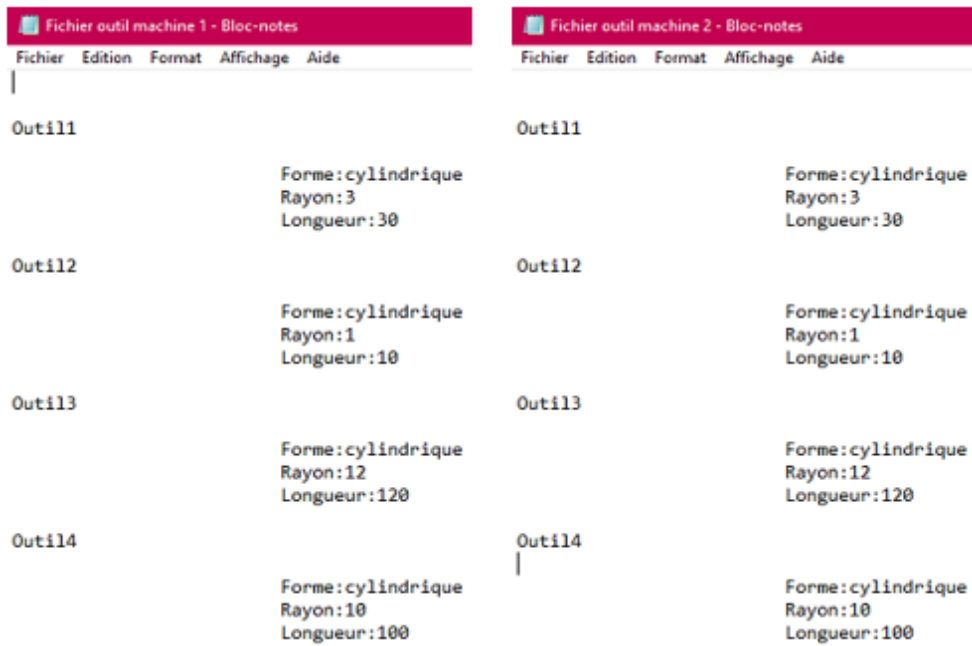 Fichier outil machine 1 - Bloc-notes
Fichier Edition Format Affichage Aide
Outil1
Forme:cylindrique
Rayon:3
Longueur:30
Outil2
Forme:cylindrique
Rayon:1
Longueur:10
Outil3
Forme:cylindrique
Rayon:12
Longueur:120
Outil4
Forme:cylindrique
Rayon:10
Longueur:100
Fichier outil machine 2 - Bloc-notes
Fichier Edition Format Affichage Aide
Outil1
Forme:cylindrique
Rayon:3
Longueur:30
Outil2
Forme:cylindrique
Rayon:1
Longueur:10
Outil3
Forme:cylindrique
Rayon:12
Longueur:120
Outil4
Forme:cylindrique
Rayon:10
Longueur:100